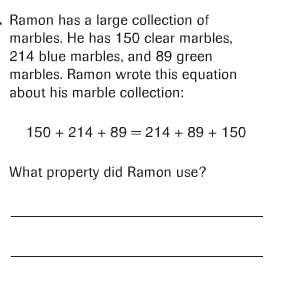 . Ramon has a large collection of
marbles. He has 150 clear marbles,
214 blue marbles, and 89 green
marbles. Ramon wrote this equation
about his marble collection:
150 + 214 + 89 = 214 + 89 + 150
What property did Ramon use?